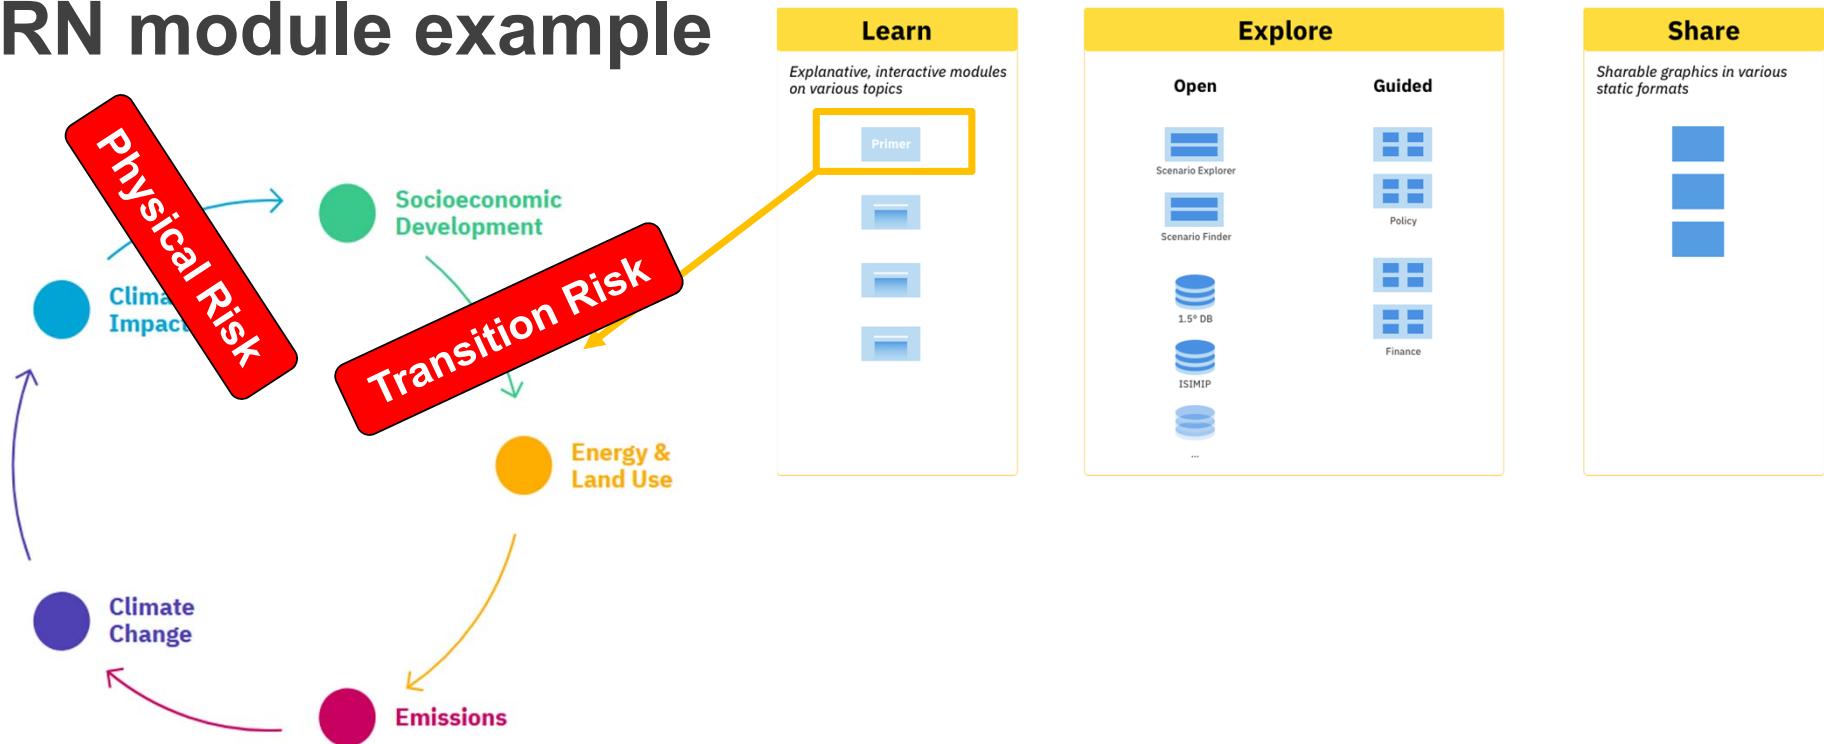 RN module example
Physical Risk
Socioeconomic
Development
Transition Risk
Clima
Impac
Energy &
Land Use
Climate
Change
Emissions
Learn
Explanative, interactive modules
on various topics
Primer
Explore
Open
Guided
Scenario Explorer
Scenario Finder
Policy
1.5° DB
Finance
ISIMIP
...
Share
Sharable graphics in various
static formats